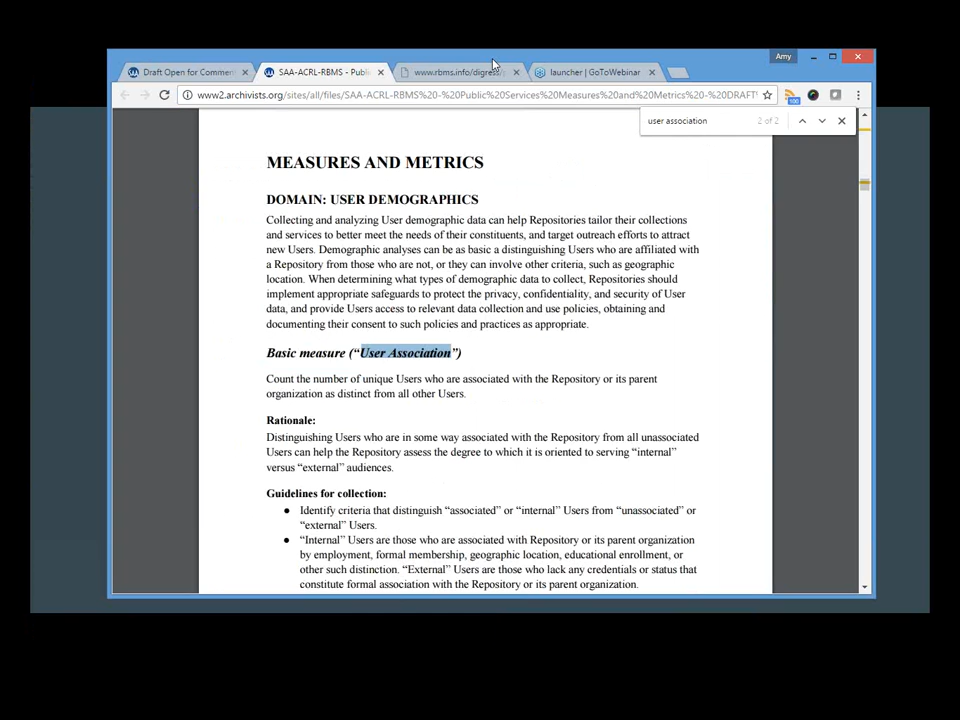 Amy
Draft Open for Commen
SAA-ACRL-RBMS - Publi
www.rbms.info/digress/
launcher | GoToWebinar
www2.archivists.org/sites/all/files/SAA-ACRL-RBMS%20-%20Public%20Services%20Measures%20and%20Metrics%20-%20DRAFT
100
user association 2 of 2
MEASURES AND METRICS
DOMAIN: USER DEMOGRAPHICS
Collecting and analyzing User demographic data can help Repositories tailor their collections
and services to better meet the needs of their constituents, and target outreach efforts to attract
new Users. Demographic analyses can be as basic a distinguishing Users who are affiliated with
a Repository from those who are not, or they can involve other criteria, such as geographic
location. When determining what types of demographic data to collect, Repositories should
implement appropriate safeguards to protect the privacy, confidentiality, and security of User
data, and provide Users access to relevant data collection and use policies, obtaining and
documenting their consent to such policies and practices as appropriate.
Basic measure (“User Association”)
Count the number of unique Users who are associated with the Repository or its parent
organization as distinct from all other Users.
Rationale:
Distinguishing Users who are in some way associated with the Repository from all unassociated
Users can help the Repository assess the degree to which it is oriented to serving “internal”
versus “external” audiences.
Guidelines for collection:
● Identify criteria that distinguish “associated” or “internal” Users from “unassociated” or
“external” Users.
● “Internal” Users are those who are associated with Repository or its parent organization
by employment, formal membership, geographic location, educational enrollment, or
other such distinction. “External” Users are those who lack any credentials or status that
constitute formal association with the Repository or its parent organization.